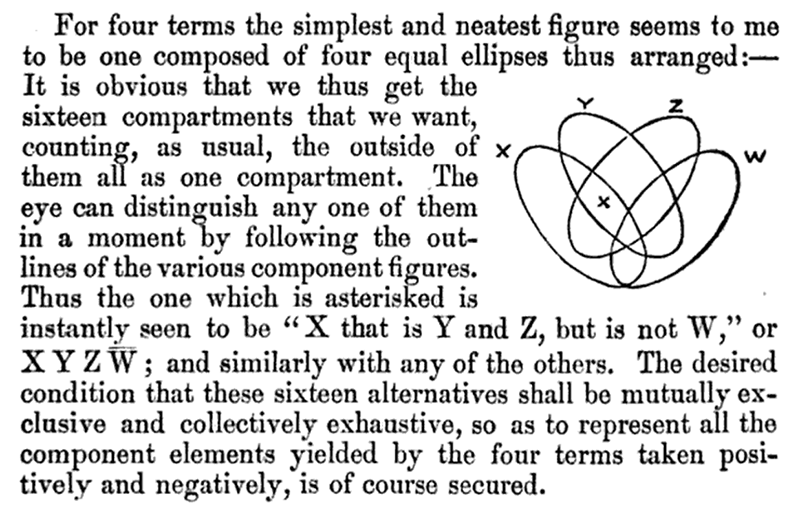 For four terms the simplest and neatest figure seems to me
to be one composed of four equal ellipses thus arranged:—
It is obvious that we thus get the
sixteen compartments that we want,
counting, as usual, the outside of
them all as one compartment. The
eye can distinguish any one of them
in a moment by following the out-
lines of the various component figures.
Thus the one which is asterisked is
instantly seen to be “X that is Y and Z, but is not W,” or
X Y Z W̅ ; and similarly with any of the others. The desired
condition that these sixteen alternatives shall be mutually ex-
clusive and collectively exhaustive, so as to represent all the
component elements yielded by the four terms taken posi-
tively and negatively, is of course secured.
Y
Z
X
W
X